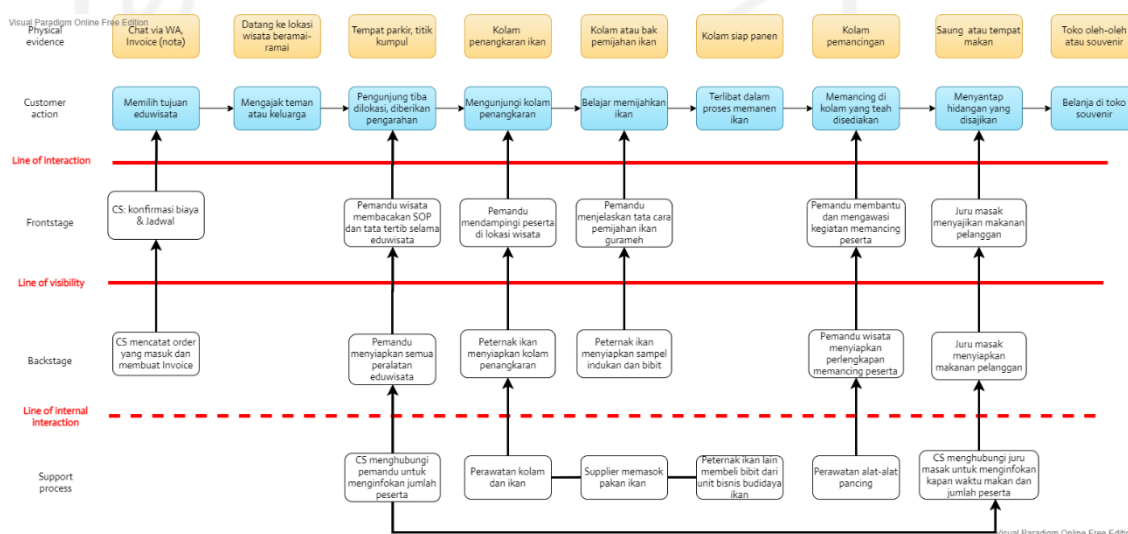 Visual Paradigm Online Free Edition
Physical
evidence
Chat via WA,
Invoice (nota)
Datang ke lokasi
wisata beramai-
ramai
Tempat parkir, titik
kumpul
Kolam
penangkaran ikan
Kolam atau bak
pemijahan ikan
Kolam siap panen
Kolam
pemancingan
Saung atau tempat
makan
Toko oleh-oleh
atau souvenir
Customer
action
Memilih tujuan
eduwisata
Mengajak teman
atau keluarga
Pengunjung tiba
dilokasi, diberikan
pengarahan
Mengunjungi kolam
penangkaran
Belajar memijahkan
ikan
Terlibat dalam
proses memanen
ikan
Memancing di
kolam yang teah
disediakan
Menyantap
hidangan yang
disajikan
Belanja di toko
souvenir
Line of interaction
Frontstage
CS: konfirmasi biaya
& Jadwal
Pemandu wisata
membacakan SOP
dan tata tertib selama
eduwisata
Pemandu
mendampingi peserta
di lokasi wisata
Pemandu
menjelaskan tata cara
pemijahan ikan
gurameh
Pemandu membantu
dan mengawasi
kegiatan memancing
peserta
Juru masak
menyajikan makanan
pelanggan
Line of visibility
Backstage
CS mencatat order
yang masuk dan
membuat Invoice
Pemandu
menyiapkan semua
peralatan
eduwisata
Peternak ikan
menyiapkan kolam
penangkaran
Peternak ikan
menyiapkan sampel
indukan dan bibit
Pemandu wisata
menyiapkan
perlengkapan
memancing peserta
Juru masak
menyiapkan
makanan pelanggan
Line of internal
interaction
Support
process
CS menghubungi
pemandu untuk
menginfokan jumlah
peserta
Perawatan kolam
dan ikan
Supplier memasok
pakan ikan
Peternak ikan lain
membeli bibit dari
unit bisnis budidaya
ikan
Perawatan alat-alat
pancing
CS menghubungi juru
masak untuk menginfokan
kapan waktu makan dan
jumlah peserta
Visual Paradigm Online Free Edition